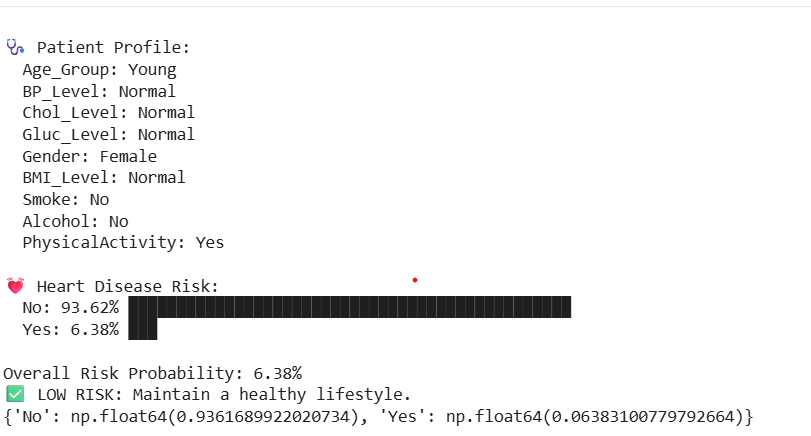 🩺 Patient Profile:
Age_Group: Young
BP_Level: Normal
Chol_Level: Normal
Gluc_Level: Normal
Gender: Female
BMI_Level: Normal
Smoke: No
Alcohol: No
PhysicalActivity: Yes
💓 Heart Disease Risk:
No: 93.62% ██████████████████████████████████████████████
Yes: 6.38% ███
Overall Risk Probability: 6.38%
✅ LOW RISK: Maintain a healthy lifestyle.
{'No': np.float64(0.9361689922020734), 'Yes': np.float64(0.06383100779792664)}